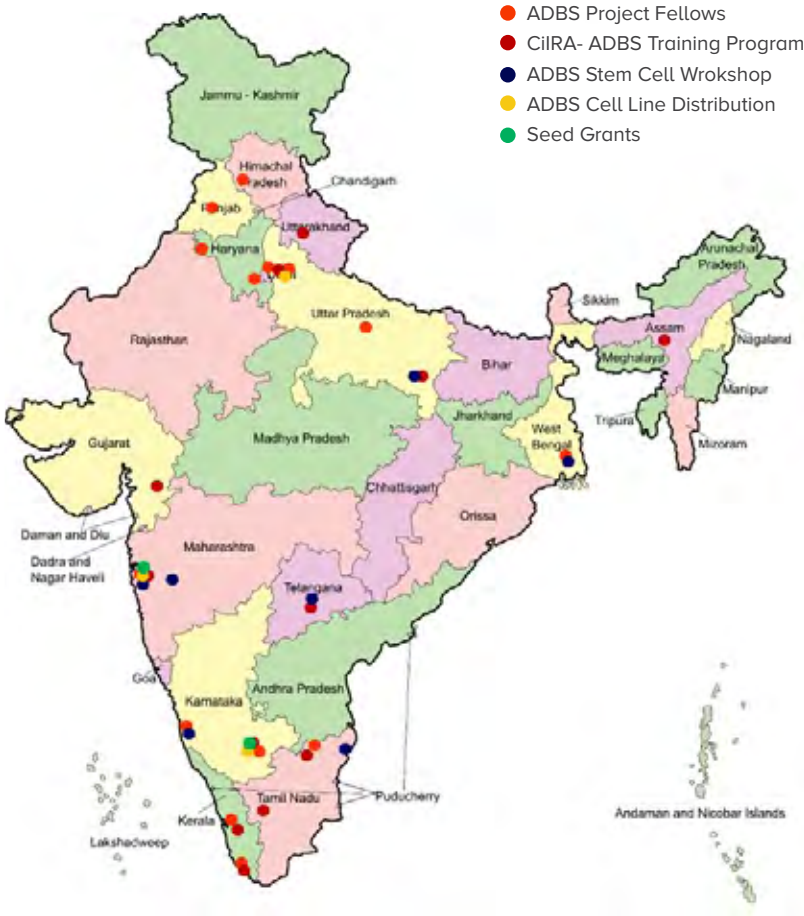 ADBS Project Fellows
CiRA- ADBS Training Program
ADBS Stem Cell Wrokshop
ADBS Cell Line Distribution
Seed Grants
Jammu - Kashmir
Himachal
Pradesh
Chandigarh
Punjab
Uttarakhand
Haryana
Arunachal
Pradesh
Sikkim
Uttar Pradesh
Rajasthan
Assam
Nagaland
Meghalaya
Bihar
Manipur
Jharkhand
Tripura
West
Bengal
Gujarat
Madhya Pradesh
Mizoram
Chhattisgarh
Orissa
Daman and Diu
Maharashtra
Dadra and
Nagar Haveli
Telangana
Goa
Karnataka
Andhra Pradesh
Tamil Nadu
Puducherry
Kerala
Andaman and Nicobar Islands
Lakshadweep